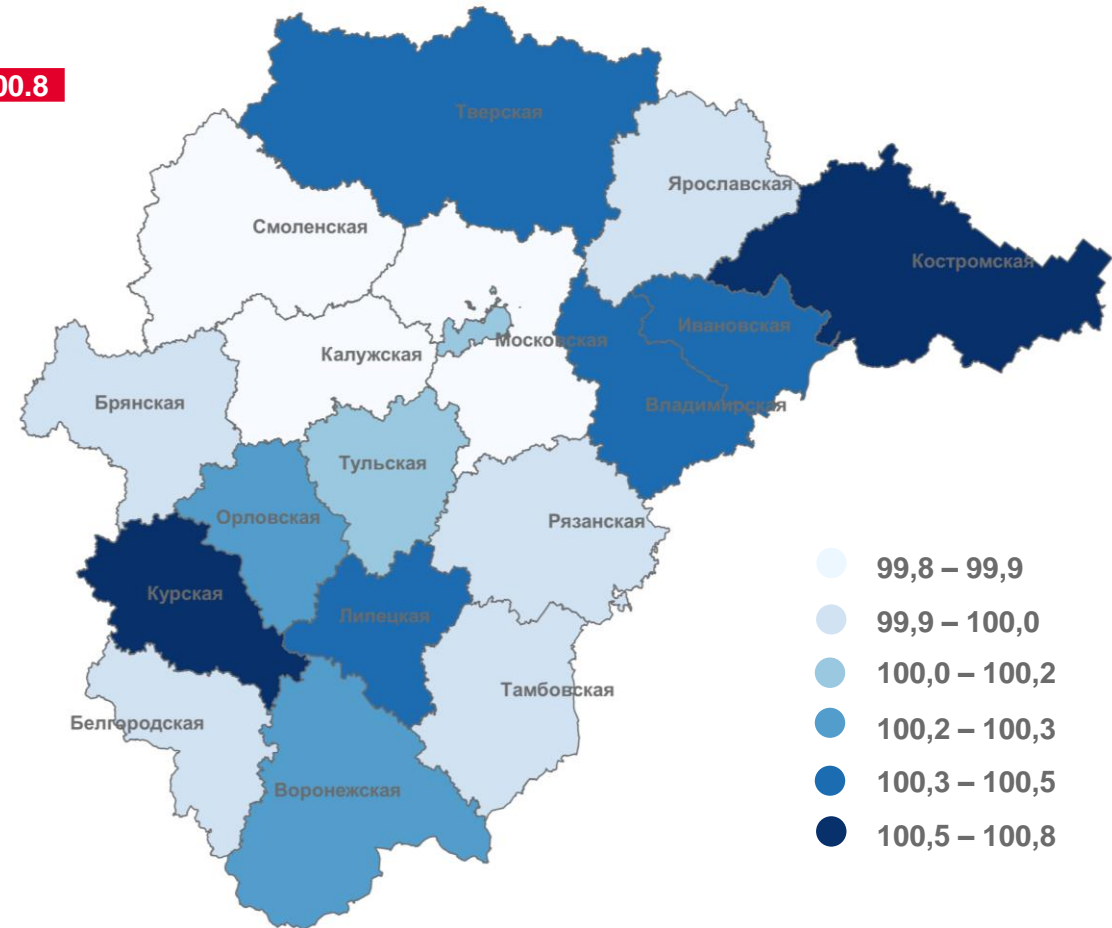 00.8
Тверская
Ярославская
Смоленская
Костромская
Ивановская
Московская
Калужская
Брянская
Владимирская
Тульская
Орловская
Рязанская
Курская
Липецкая
Тамбовская
Белгородская
Воронежская
99,8 – 99,9
99,9 – 100,0
100,0 – 100,2
100,2 – 100,3
100,3 – 100,5
100,5 – 100,8